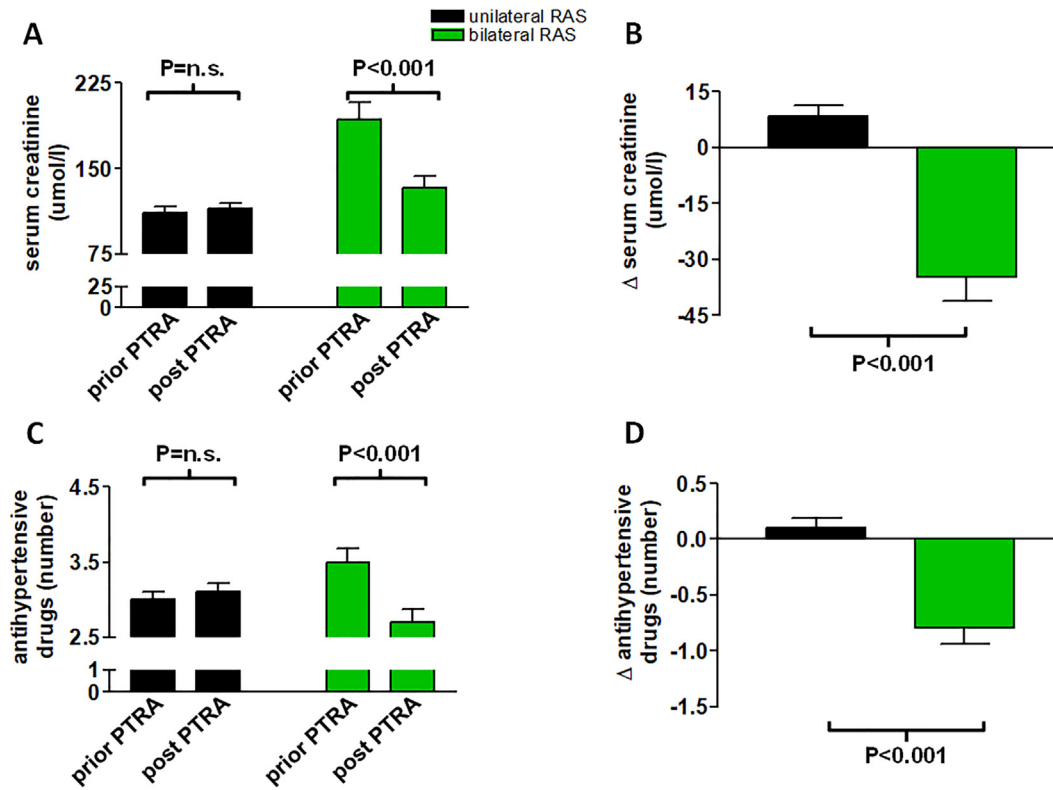 unilateral RAS
bilateral RAS
A
P=n.s.
P<0.001
serum creatinine
(umol/l)
225
150
75
25
0
prior PTRA
post PTRA
prior PTRA
post PTRA
B
Δ serum creatinine
(umol/l)
15
0
-15
-30
-45
P<0.001
C
P=n.s.
P<0.001
antihypertensive
drugs (number)
4.5
3.5
2.5
1
0
prior PTRA
post PTRA
prior PTRA
post PTRA
D
Δ antihypertensive
drugs (number)
0.5
0.0
-0.5
-1.0
-1.5
P<0.001